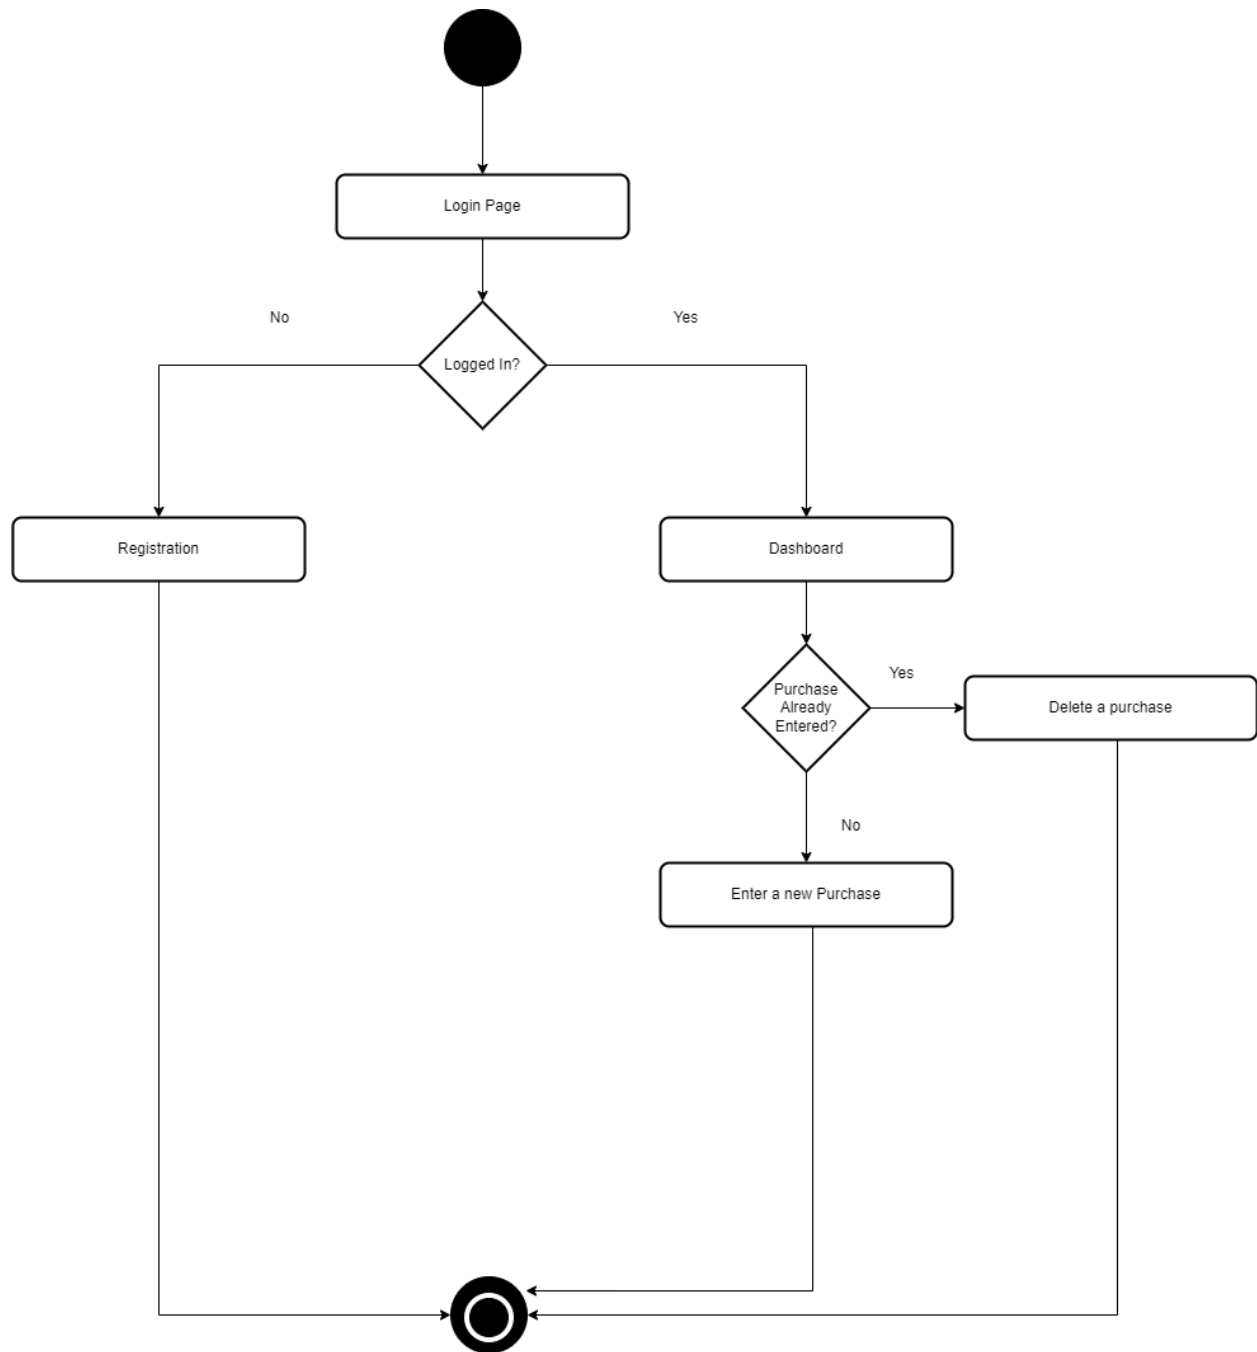 Login Page
No
Yes
Logged In?
Registration
Dashboard
Yes
Purchase
Already
Entered?
Delete a purchase
No
Enter a new Purchase